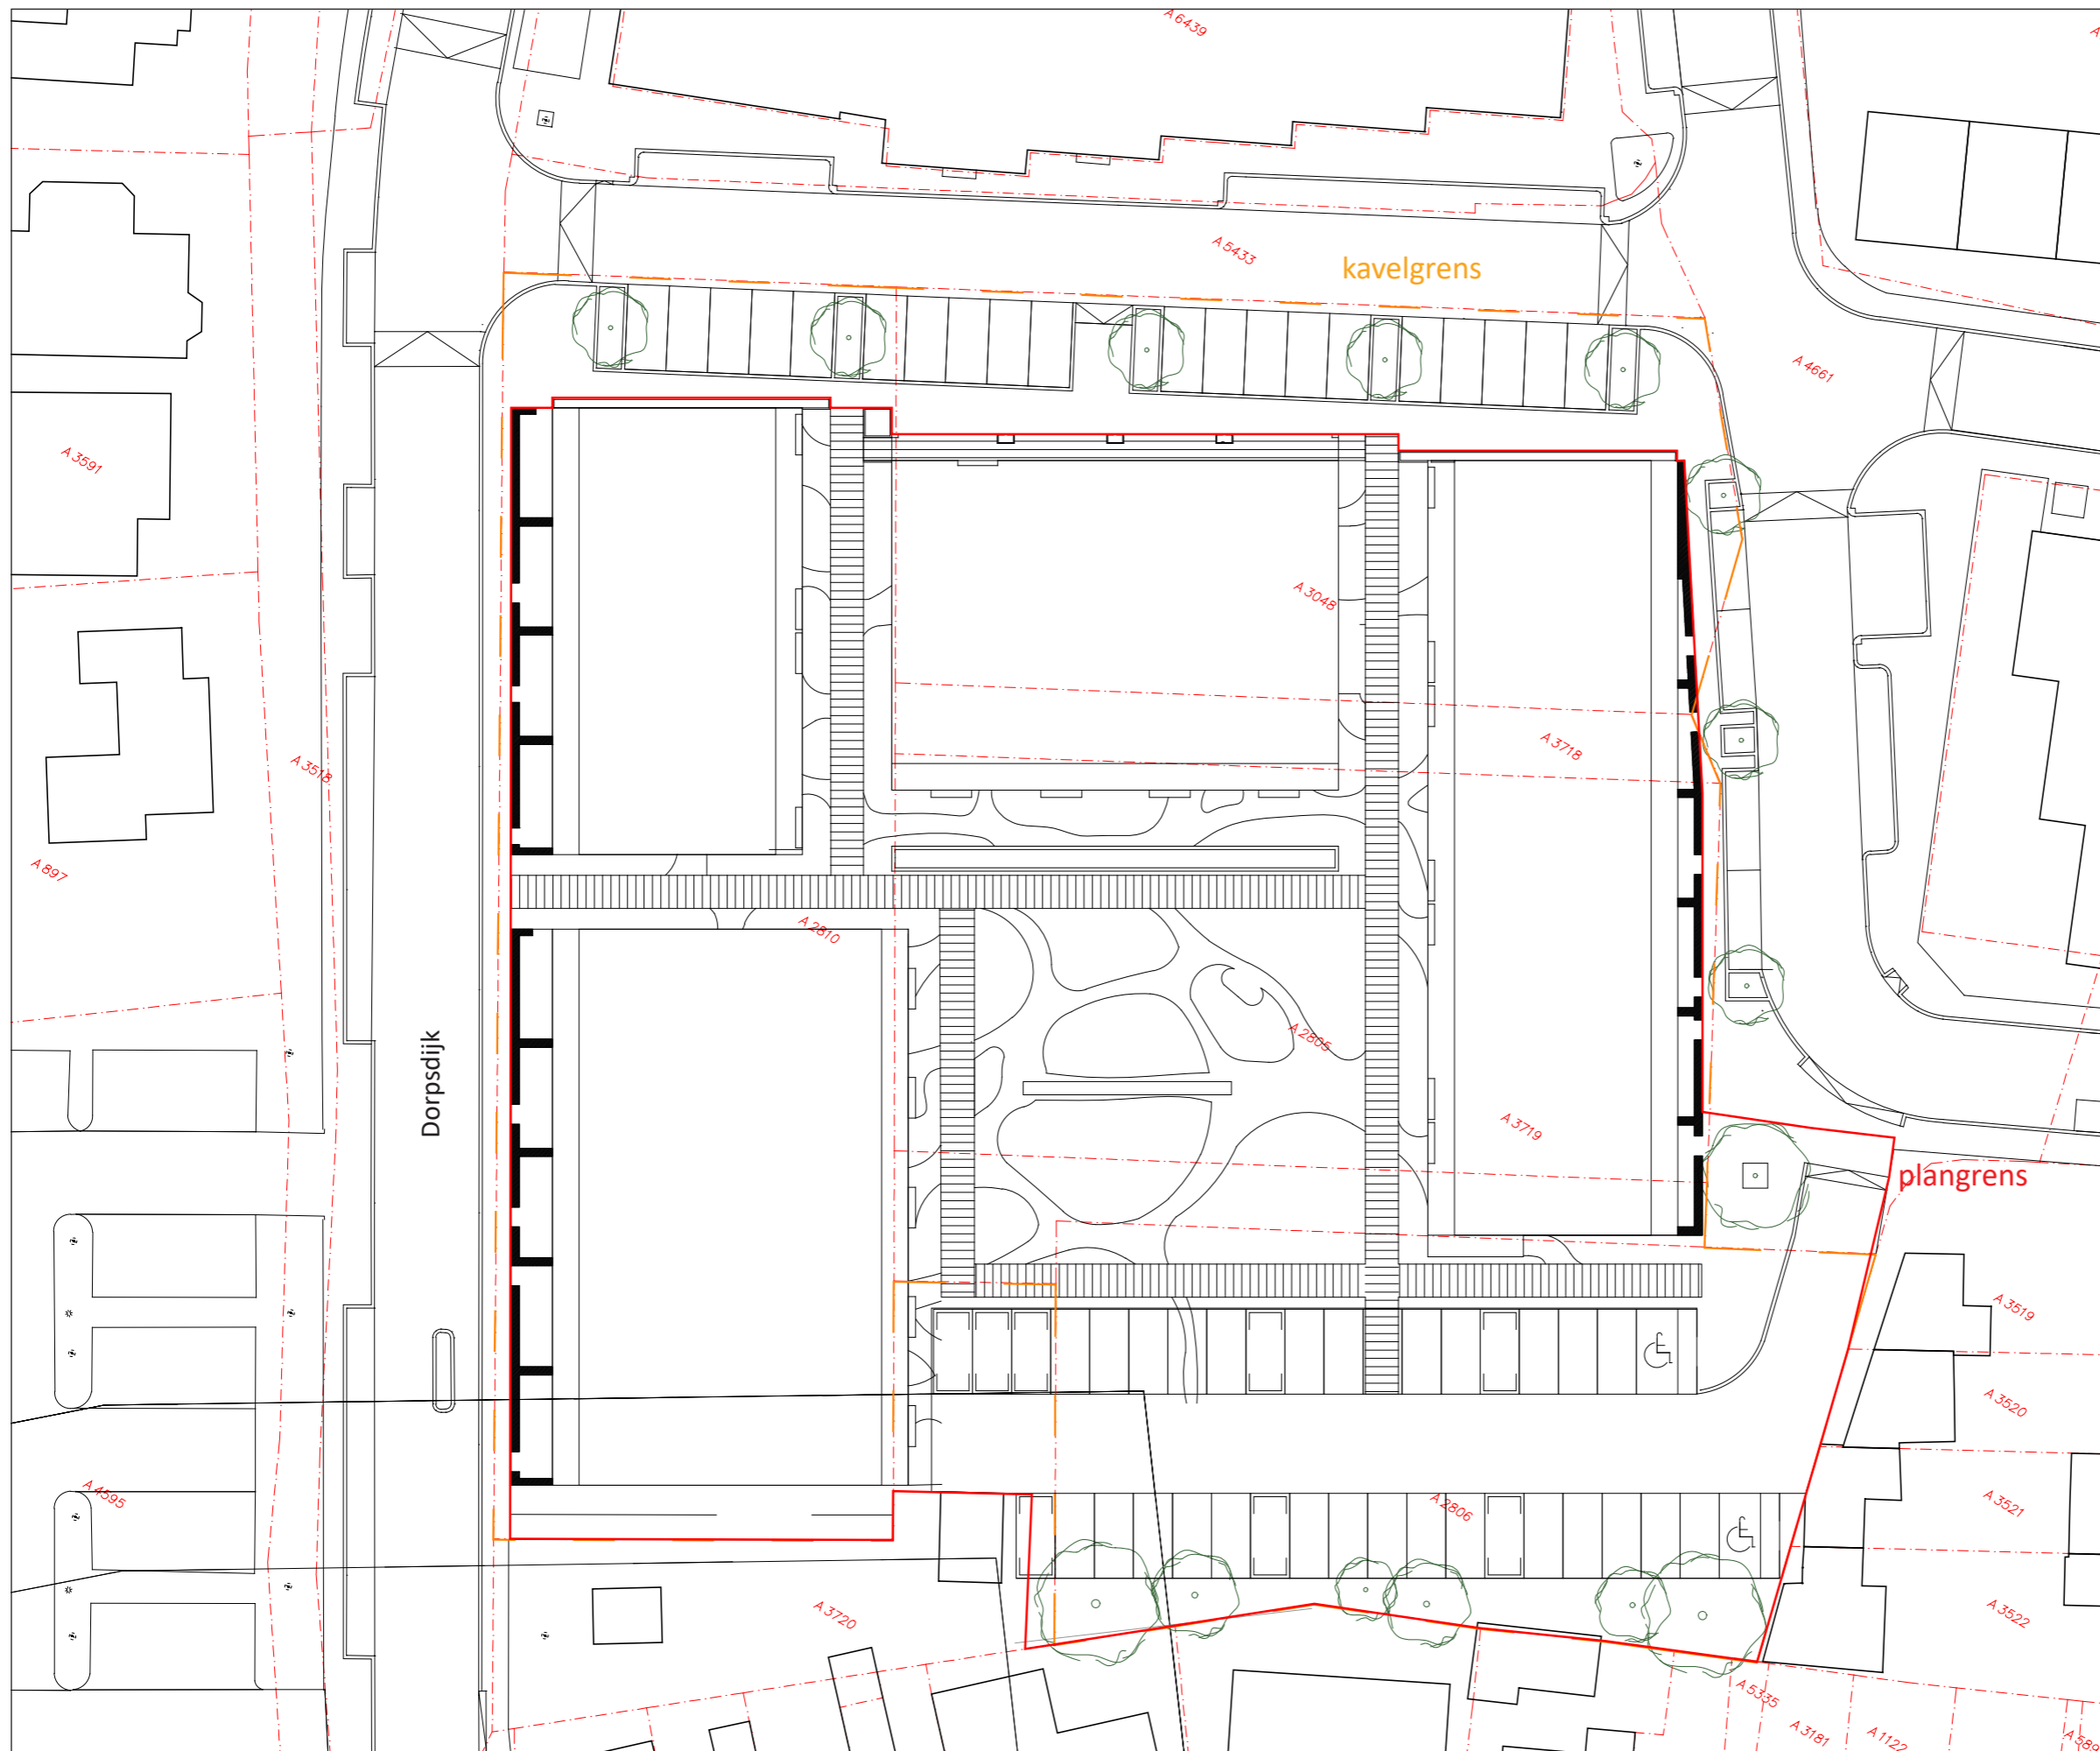 A 6439
A 5433
kavelgrens
A 4661
A 3591
A 3048
A 3718
A 3518
A 897
A 2810
A 2805
Dorpsdijk
A 3719
plangrens
A 3519
A 3520
A 4595
A 2806
A 3521
A 3720
A 3522
A 5335
A 3181
A 1122